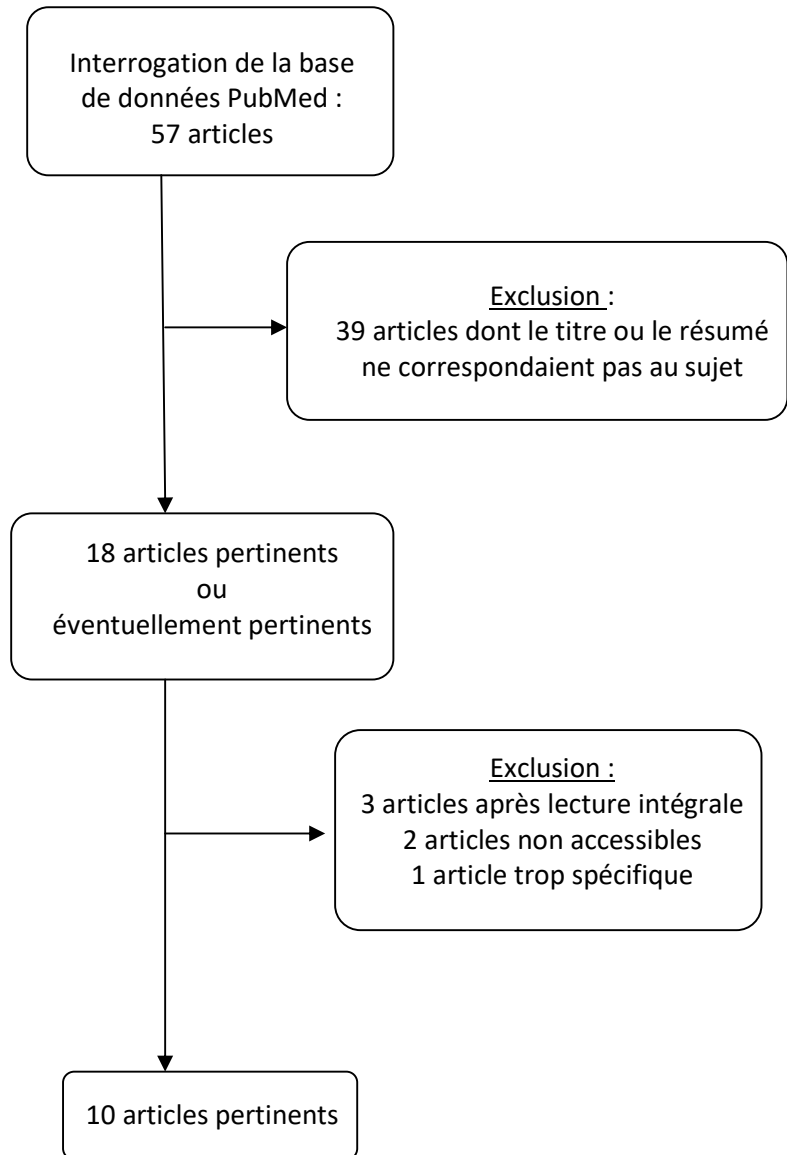 Interrogation de la base
de données PubMed :
57 articles
Exclusion :
39 articles dont le titre ou le résumé
ne correspondaient pas au sujet
18 articles pertinents
ou
éventuellement pertinents
Exclusion :
3 articles après lecture intégrale
2 articles non accessibles
1 article trop spécifique
10 articles pertinents